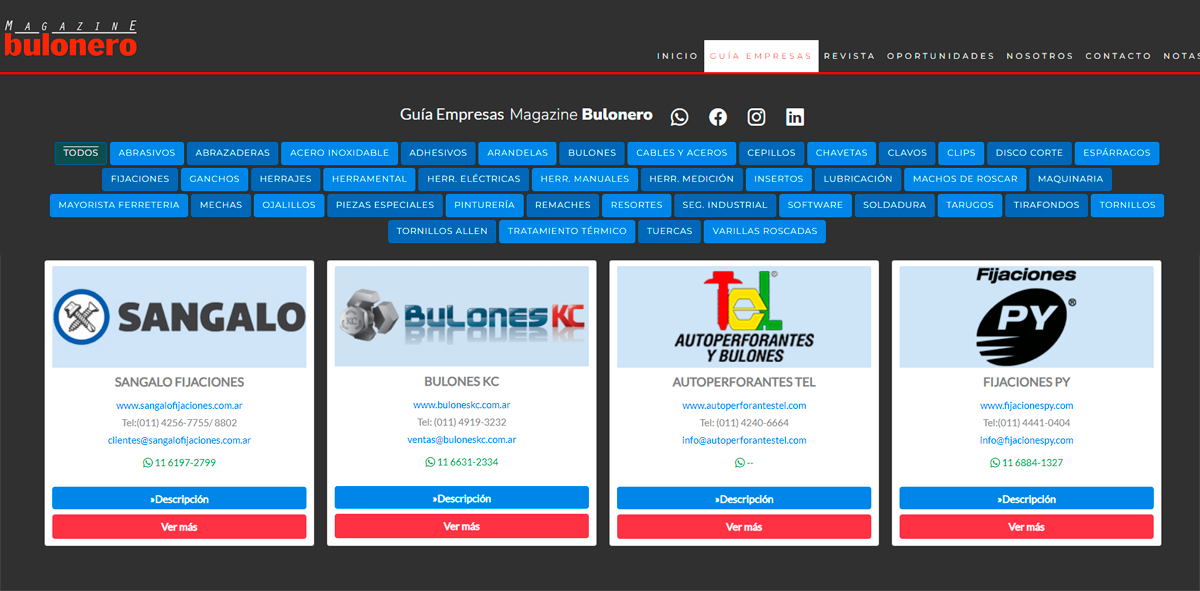 MAGAZINE
bulonero
INICIO GUÍA EMPRESAS REVISTA OPORTUNIDADES NOSOTROS CONTACTO NOTAS
Guía Empresas Magazine Bulonero
TODOS ABRASIVOS ABRAZADERAS ACERO INOXIDABLE ADHESIVOS ARANDELAS BULONES CABLES Y ACEROS CEPILLOS CHAVETAS CLAVOS CLIPS DISCO CORTE ESPÁRRAGOS
FIJACIONES GANCHOS HERRAJES HERRAMENTAL HERR. ELÉCTRICAS HERR. MANUALES HERR. MEDICIÓN INSERTOS LUBRICACIÓN MACHOS DE ROSCAR MAQUINARIA
MAYORISTA FERRETERIA MECHAS OJALILLOS PIEZAS ESPECIALES PINTURERÍA REMACHES RESORTES SEG. INDUSTRIAL SOFTWARE SOLDADURA TARUGOS TIRAFONDOS TORNILLOS
TORNILLOS ALLEN TRATAMIENTO TÉRMICO TUERCAS VARILLAS ROSCADAS
SANGALO
SANGALO FIJACIONES
www.sangalofijaciones.com.ar
Tel:(011) 4256-7755/ 8802
clientes@sangalofijaciones.com.ar
11 6197-2799
»Descripción
Ver más
KC BULONES KC
BULONES KC
www.buloneskc.com.ar
Tel: (011) 4919-3232
ventas@buloneskc.com.ar
11 6631-2334
»Descripción
Ver más
TEL ®
AUTOPERFORANTES
Y BULONES
AUTOPERFORANTES TEL
www.autoperforantestel.com
Tel: (011) 4240-6664
info@autoperforantestel.com
--
»Descripción
Ver más
Fijaciones
PY ®
FIJACIONES PY
www.fijacionespy.com
Tel:(011) 4441-0404
info@fijacionespy.com
11 6884-1327
»Descripción
Ver más